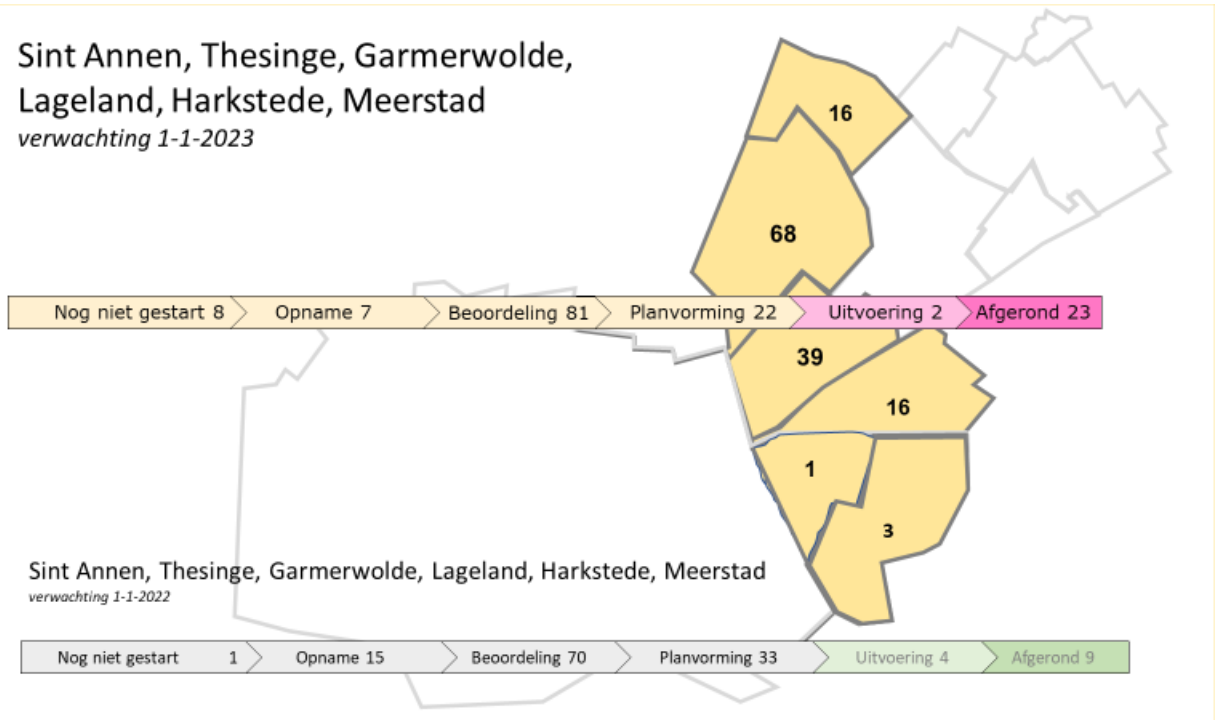 Sint Annen, Thesinge, Garmerwolde,
Lageland, Harkstede, Meerstad
verwachting 1-1-2023
16
68
Nog niet gestart 8 Opname 7 Beoordeling 81 Planvorming 22 Uitvoering 2 Afgerond 23
39
16
1
3
Sint Annen, Thesinge, Garmerwolde, Lageland, Harkstede, Meerstad
verwachting 1-1-2022
Nog niet gestart 1 Opname 15 Beoordeling 70 Planvorming 33 Uitvoering 4 Afgerond 9